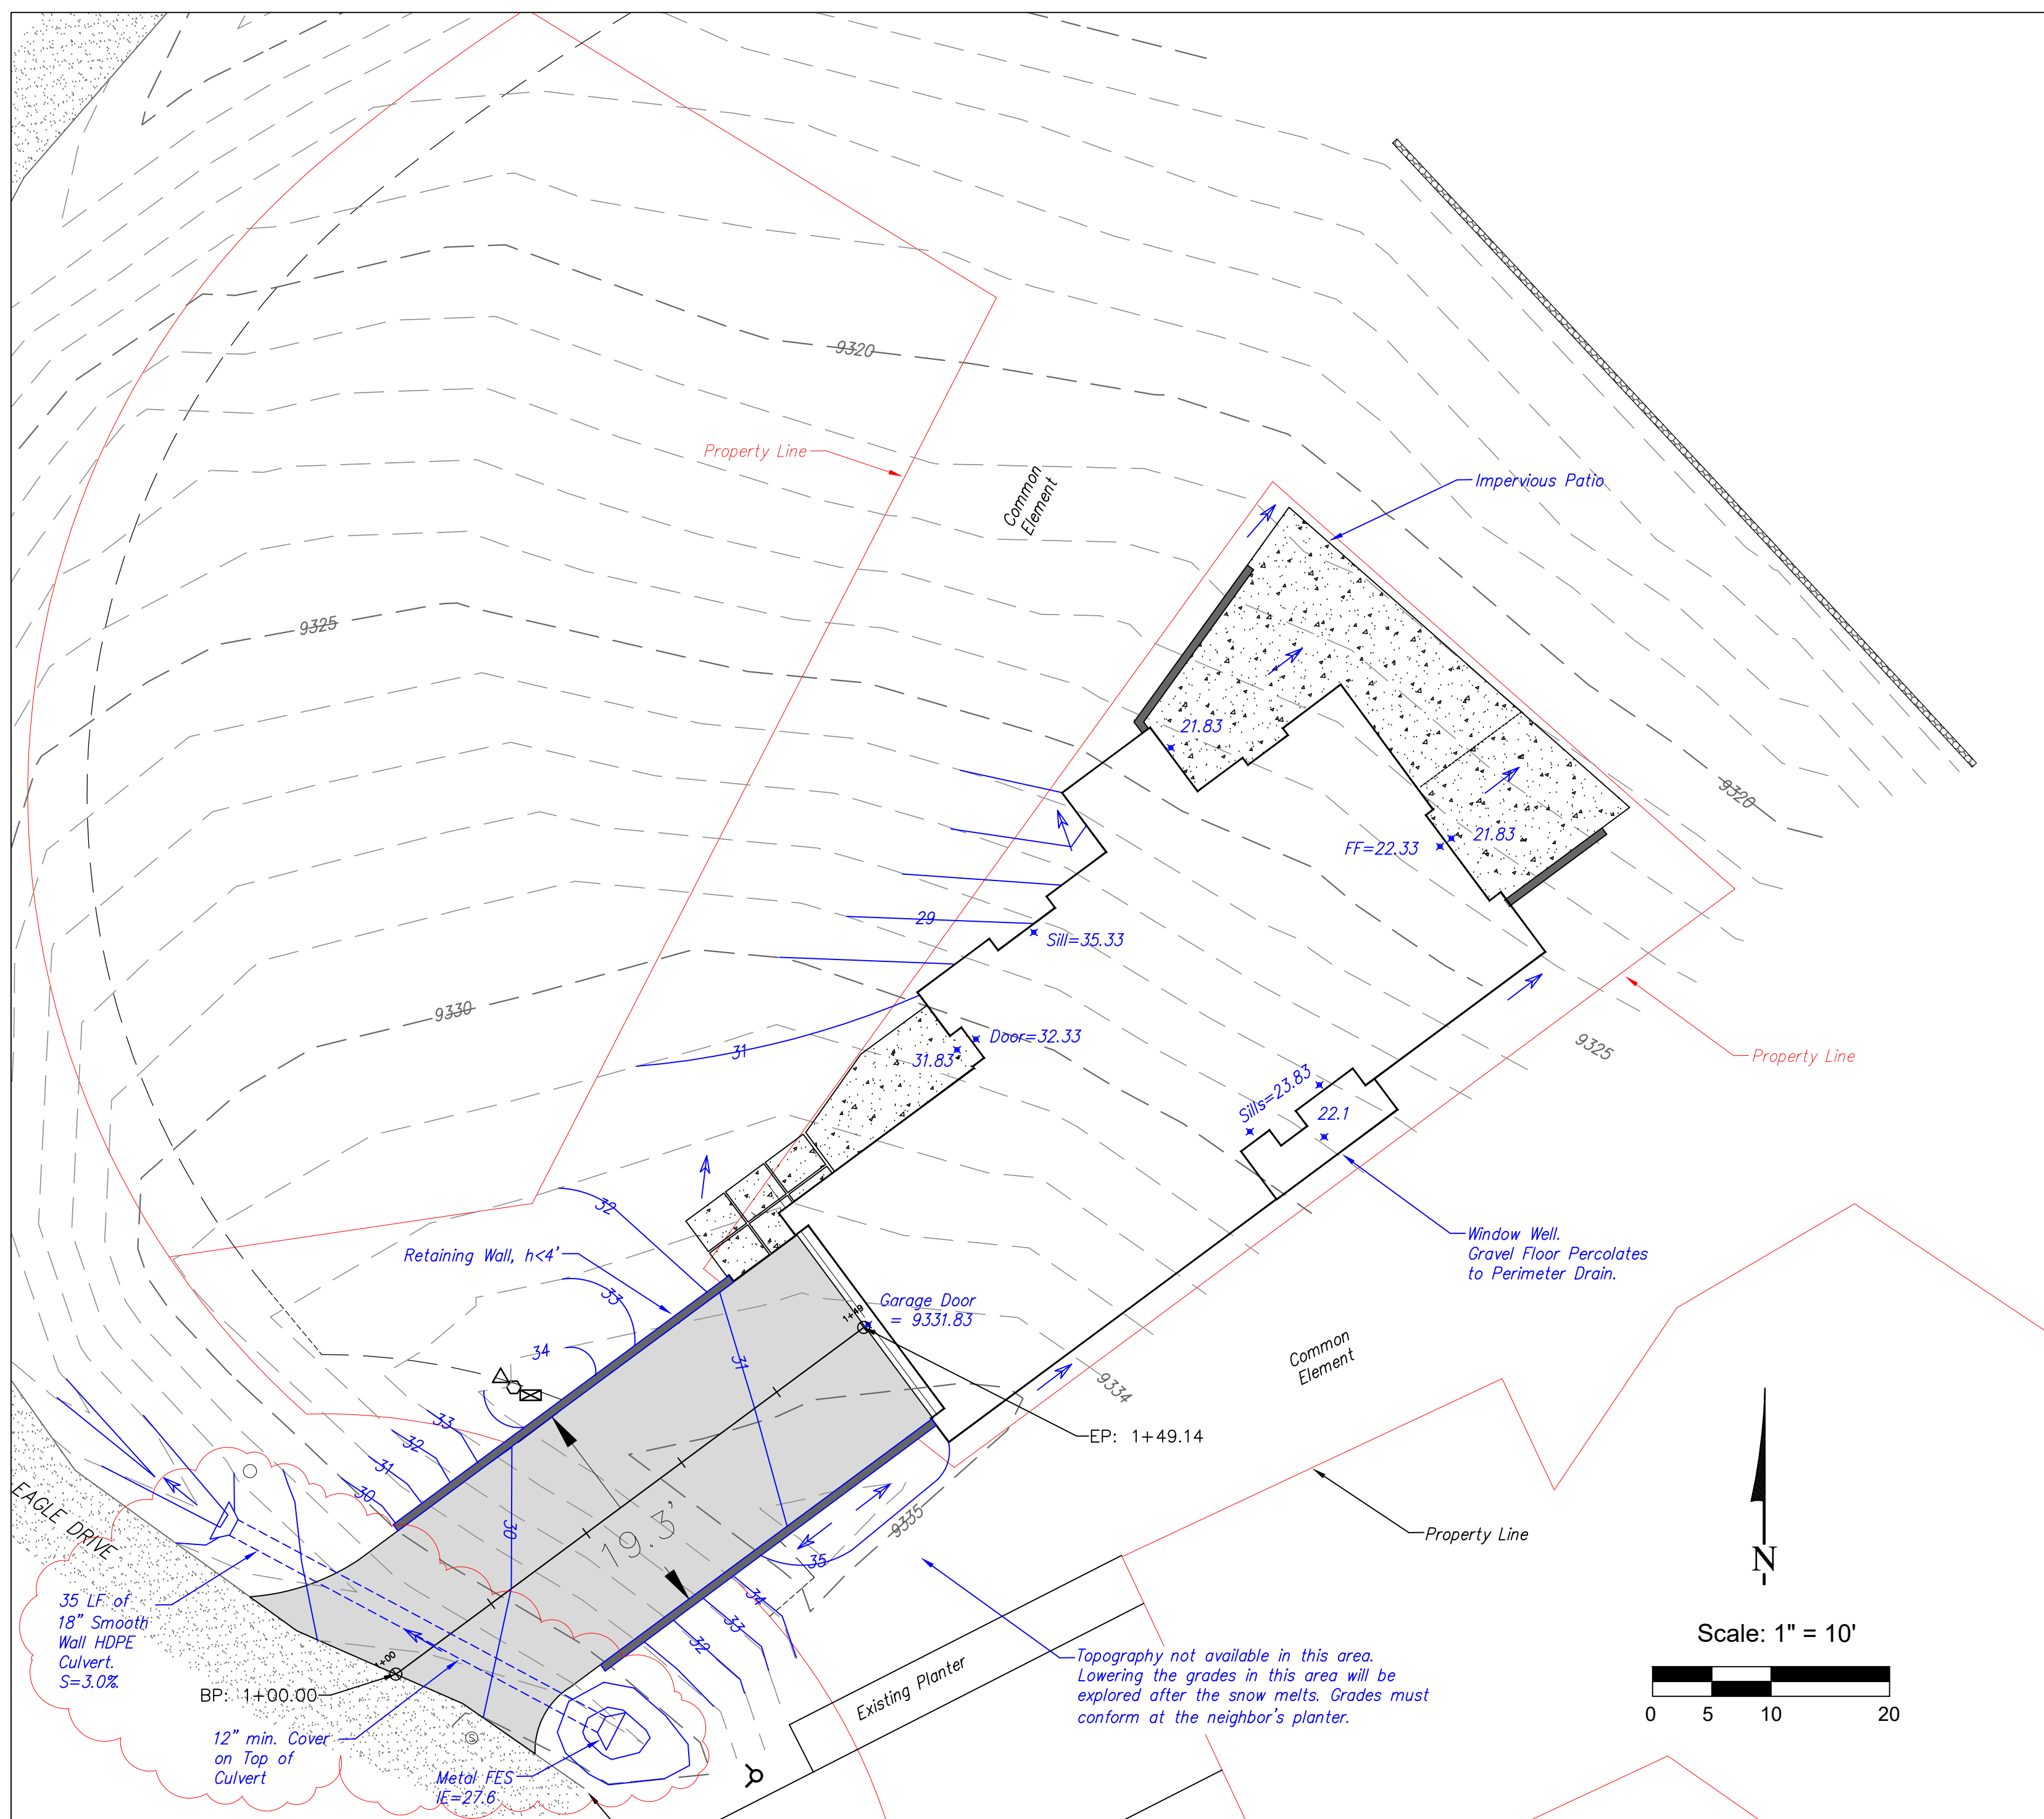 9320
Property Line
Common
Element
Impervious Patio
9325
21.83
9320
21.83
FF=22.33
29
Sill=35.33
9330
31
Door=32.33
31.83
9325
Property Line
Sills=23.83
22.1
32
Retaining Wall, h<4'
33
Window Well.
Gravel Floor Percolates
to Perimeter Drain.
1+49
Garage Door
= 9331.83
34
31
Common
Element
9334
33
32
31
30
EP: 1+49.14
EAGLE DRIVE
30
19.3'
9335
35
Property Line
N
34
33
32
35 LF of
18" Smooth
Wall HDPE
Culvert.
S=3.0%.
1+00
BP: 1+00.00
Existing Planter
Topography not available in this area.
Lowering the grades in this area will be
explored after the snow melts. Grades must
conform at the neighbor's planter.
Scale: 1" = 10'
0 5 10 20
12" min. Cover
on Top of
Culvert
S
Metal FES
IE=27.6